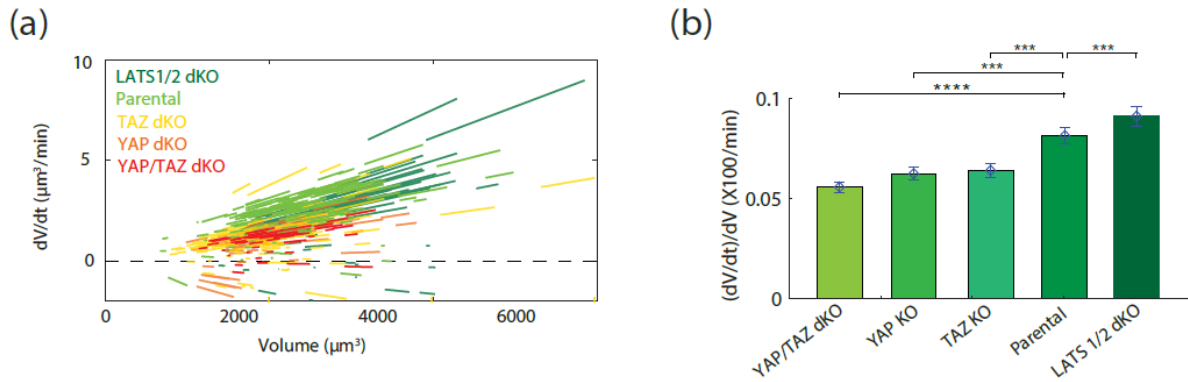 (a)
10
5
0
dV/dt (μm³/min)
LATS1/2 dKO
Parental
TAZ dKO
YAP dKO
YAP/TAZ dKO
0
2000
4000
6000
Volume (μm³)
(b)
***
***
***
****
0.1
0.05
0
(dV/dt)/dV (X100/min)
YAP/TAZ dKO
YAP KO
TAZ KO
Parental
LATS 1/2 dKO